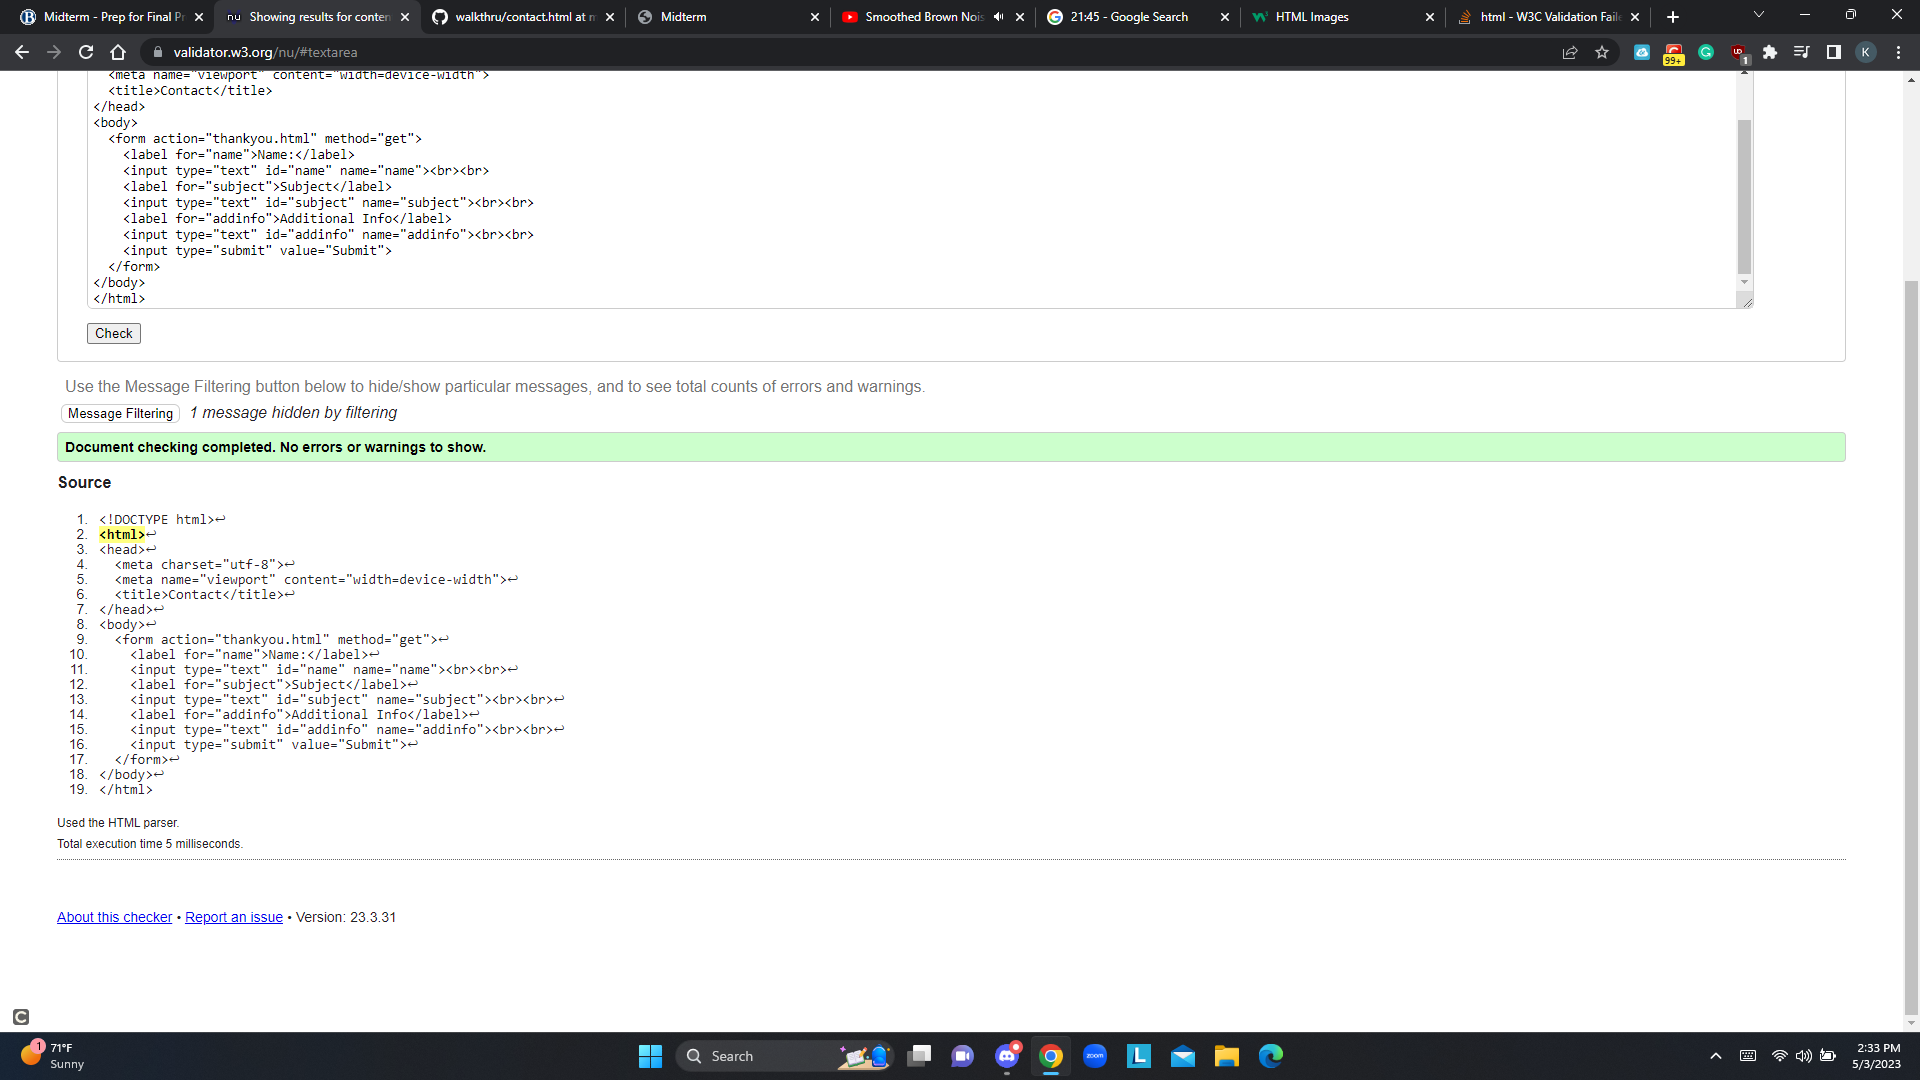 Midterm - Prep for Final Pr
Showing results for conten
walkthru/contact.html at m
Midterm
Smoothed Brown Nois
21:45 - Google Search
HTML Images
html - W3C Validation Faile
validator.w3.org/nu/#textarea
99+
1
K
<meta name="viewport" content="width=device-width">
<title>Contact</title>
</head>
<body>
<form action="thankyou.html" method="get">
<label for="name">Name:</label>
<input type="text" id="name" name="name"><br><br>
<label for="subject">Subject</label>
<input type="text" id="subject" name="subject"><br><br>
<label for="addinfo">Additional Info</label>
<input type="text" id="addinfo" name="addinfo"><br><br>
<input type="submit" value="Submit">
</form>
</body>
</html>
Check
Use the Message Filtering button below to hide/show particular messages, and to see total counts of errors and warnings.
Message Filtering 1 message hidden by filtering
Document checking completed. No errors or warnings to show.
Source
1. <!DOCTYPE html>↩
2. <html>↩
3. <head>↩
4. <meta charset="utf-8">↩
5. <meta name="viewport" content="width=device-width">↩
6. <title>Contact</title>↩
7. </head>↩
8. <body>↩
9. <form action="thankyou.html" method="get">↩
10. <label for="name">Name:</label>↩
11. <input type="text" id="name" name="name"><br><br>↩
12. <label for="subject">Subject</label>↩
13. <input type="text" id="subject" name="subject"><br><br>↩
14. <label for="addinfo">Additional Info</label>↩
15. <input type="text" id="addinfo" name="addinfo"><br><br>↩
16. <input type="submit" value="Submit">↩
17. </form>↩
18. </body>↩
19. </html>
Used the HTML parser.
Total execution time 5 milliseconds.
About this checker • Report an issue • Version: 23.3.31
1
71°F
Sunny
Search
zoom
L
2:33 PM
5/3/2023